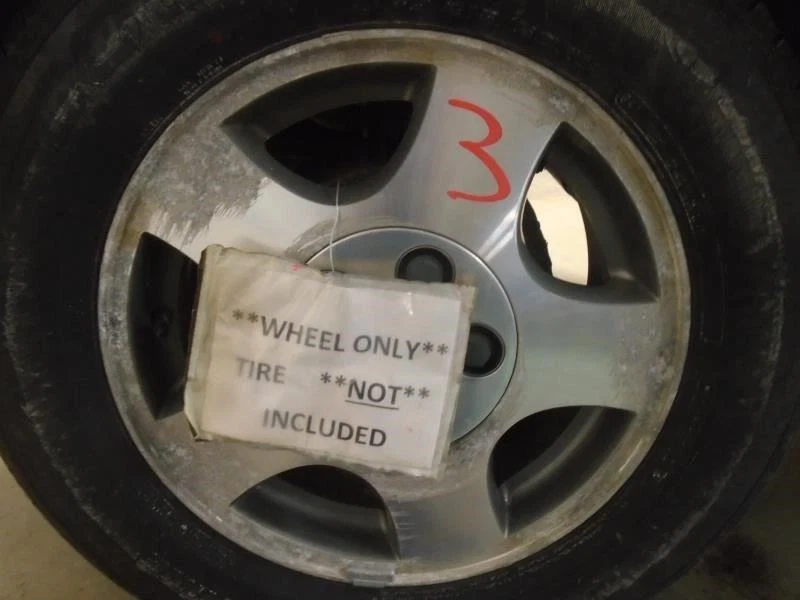 3
**WHEEL ONLY**
TIRE **NOT**
INCLUDED